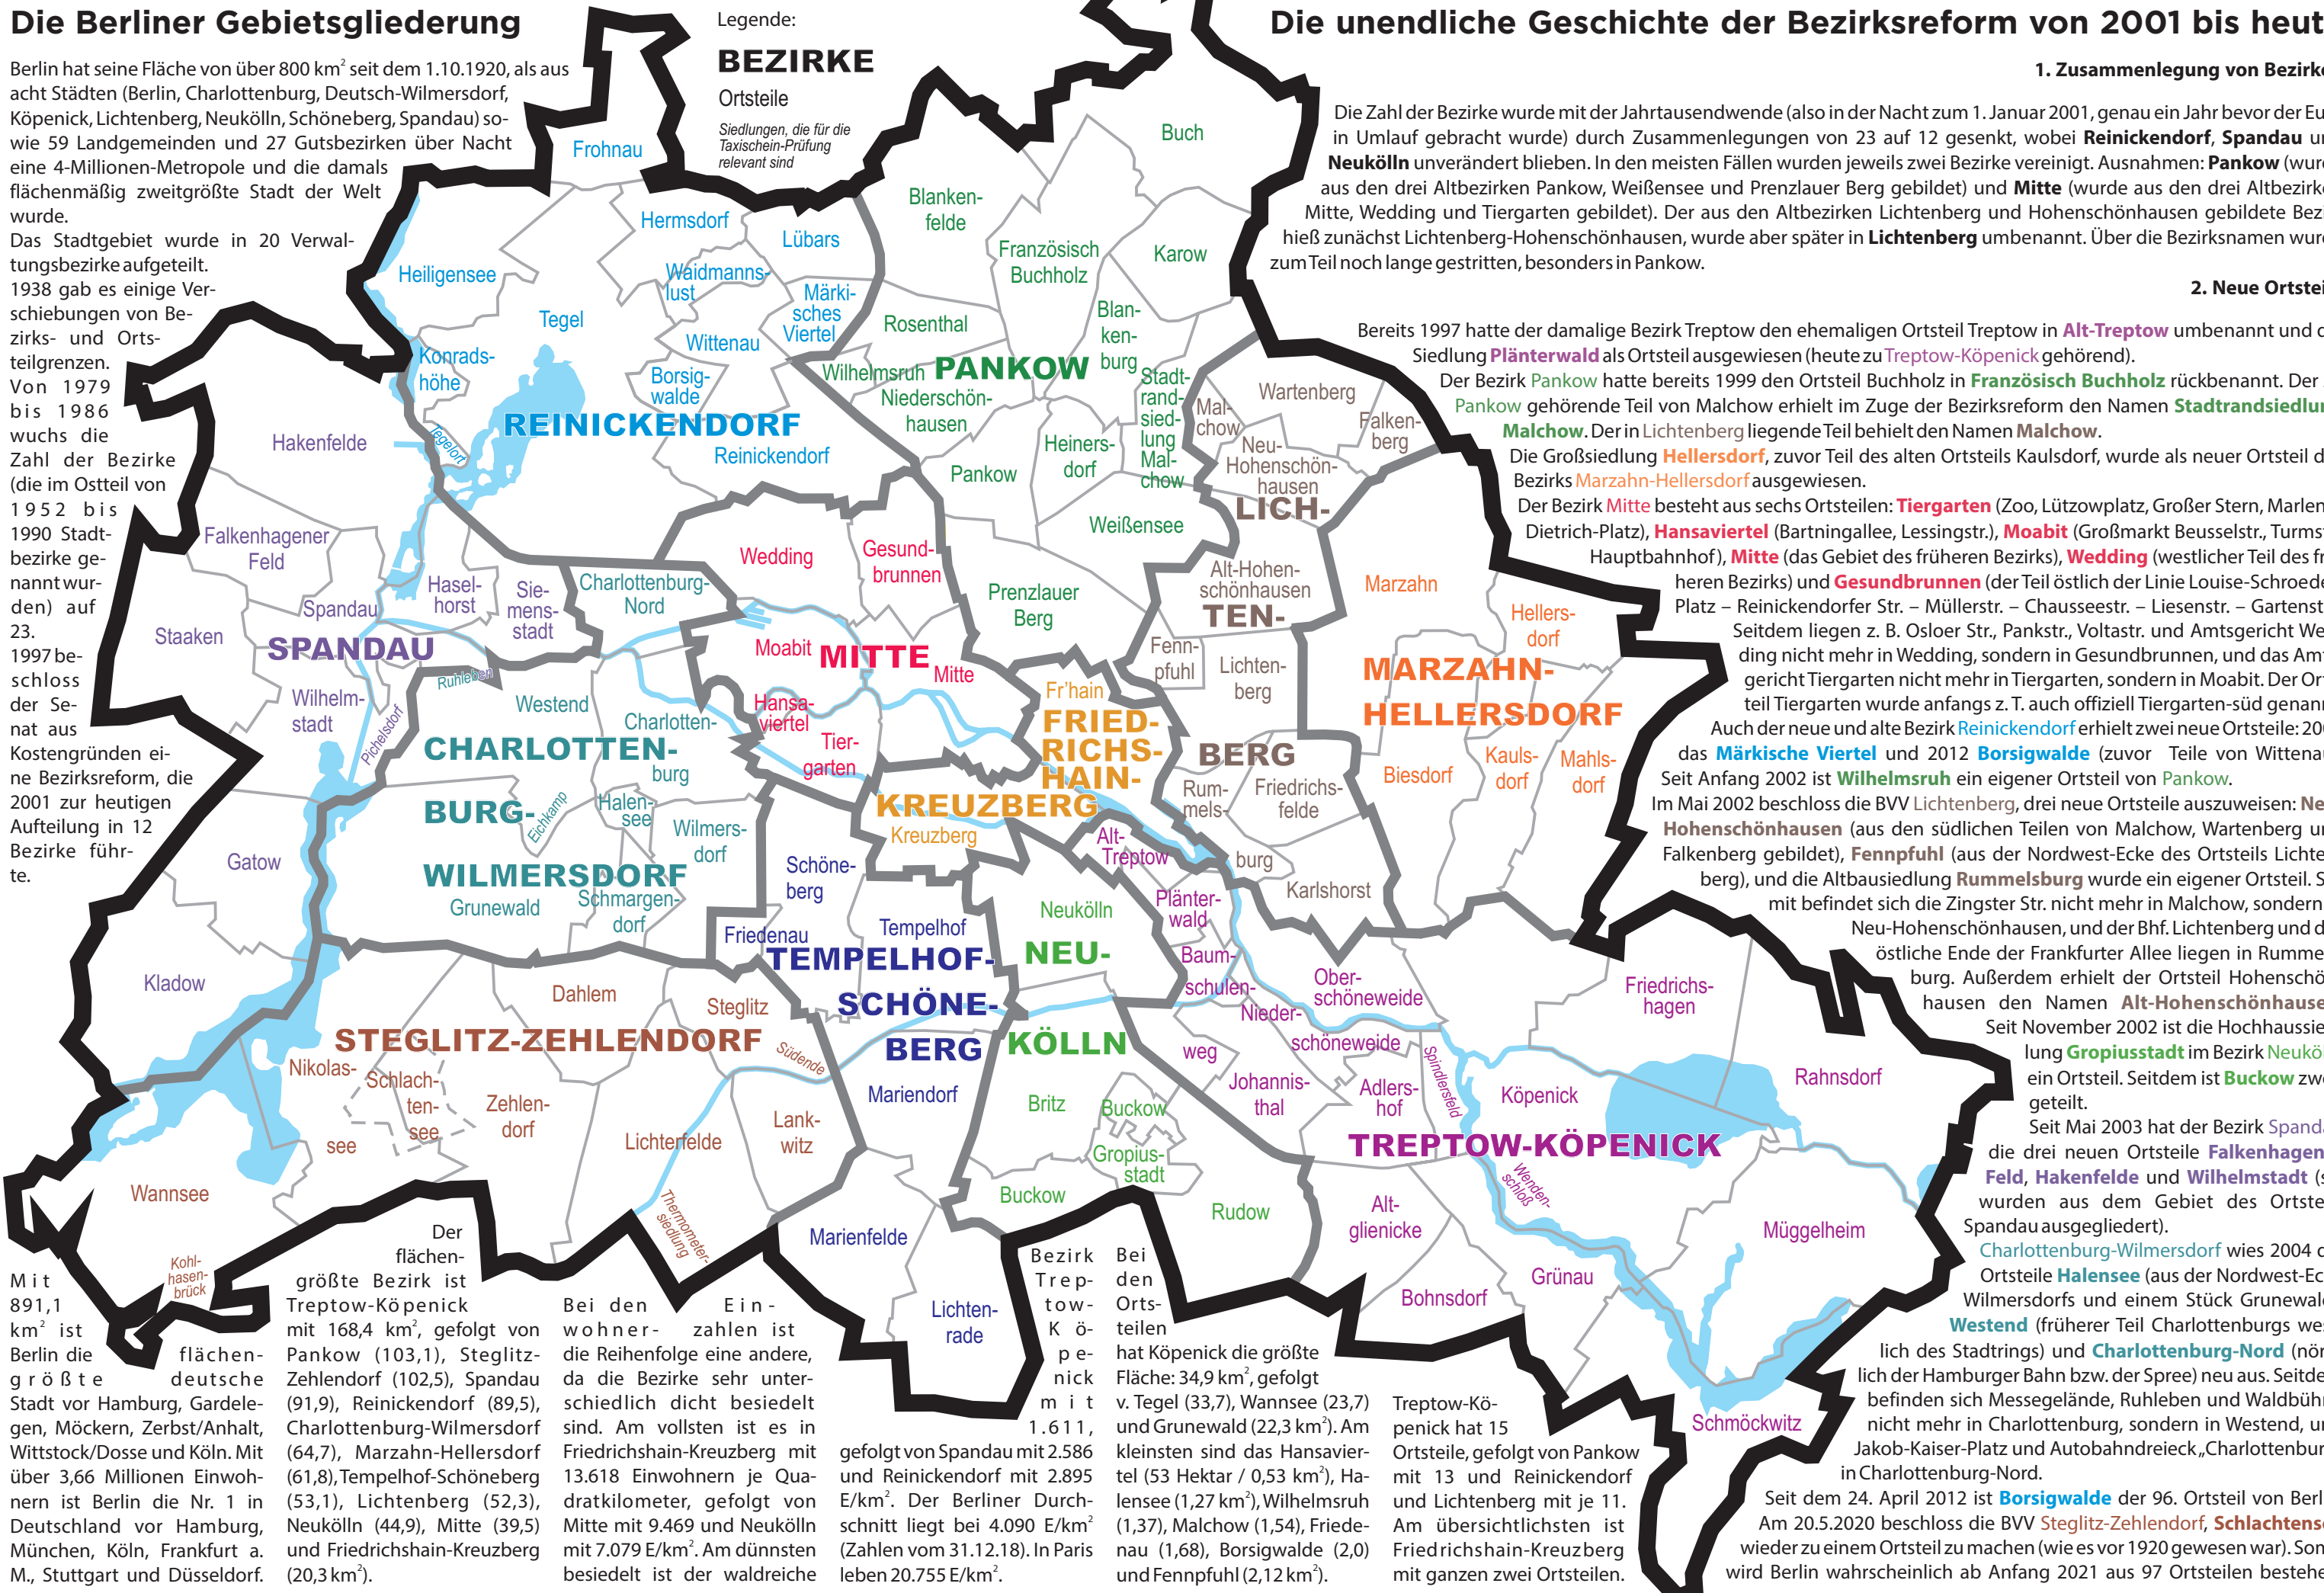 Die Berliner Gebietsgliederung
Berlin hat seine Fläche von über 800 km² seit dem 1.10.1920, als aus
acht Städten (Berlin, Charlottenburg, Deutsch-Wilmersdorf,
Köpenick, Lichtenberg, Neukölln, Schöneberg, Spandau) so-
wie 59 Landgemeinden und 27 Gutsbezirken über Nacht
eine 4-Millionen-Metropole und die damals
flächenmäßig zweitgrößte Stadt der Welt
wurde.
Das Stadtgebiet wurde in 20 Verwal-
tungsbezirke aufgeteilt.
1938 gab es einige Ver-
schiebungen von Be-
zirks- und Orts-
teilgrenzen.
Von 1979
bis 1986
wuchs die
Zahl der Bezirke
(die im Ostteil von
1952 bis
1990 Stadt-
bezirke ge-
nannt wur-
den) auf
23.
1997 be-
schloss
der Se-
nat aus
Kostengründen ei-
ne Bezirksreform, die
2001 zur heutigen
Aufteilung in 12
Bezirke führ-
te.
Legende:
BEZIRKE
Ortsteile
Siedlungen, die für die
Taxischein-Prüfung
relevant sind
Die unendliche Geschichte der Bezirksreform von 2001 bis heut
1. Zusammenlegung von Bezirke
Die Zahl der Bezirke wurde mit der Jahrtausendwende (also in der Nacht zum 1. Januar 2001, genau ein Jahr bevor der Eu
in Umlauf gebracht wurde) durch Zusammenlegungen von 23 auf 12 gesenkt, wobei Reinickendorf, Spandau un
Neukölln unverändert blieben. In den meisten Fällen wurden jeweils zwei Bezirke vereinigt. Ausnahmen: Pankow (wurd
aus den drei Altbezirken Pankow, Weißensee und Prenzlauer Berg gebildet) und Mitte (wurde aus den drei Altbezirke
Mitte, Wedding und Tiergarten gebildet). Der aus den Altbezirken Lichtenberg und Hohenschönhausen gebildete Bezi
hieß zunächst Lichtenberg-Hohenschönhausen, wurde aber später in Lichtenberg umbenannt. Über die Bezirksnamen wurd
zum Teil noch lange gestritten, besonders in Pankow.
2. Neue Ortstei
Bereits 1997 hatte der damalige Bezirk Treptow den ehemaligen Ortsteil Treptow in Alt-Treptow umbenannt und d
Siedlung Plänterwald als Ortsteil ausgewiesen (heute zu Treptow-Köpenick gehörend).
Der Bezirk Pankow hatte bereits 1999 den Ortsteil Buchholz in Französisch Buchholz rückbenannt. Der
Pankow gehörende Teil von Malchow erhielt im Zuge der Bezirksreform den Namen Stadtrandsiedlun
Malchow. Der in Lichtenberg liegende Teil behielt den Namen Malchow.
Die Großsiedlung Hellersdorf, zuvor Teil des alten Ortsteils Kaulsdorf, wurde als neuer Ortsteil d
Bezirks Marzahn-Hellersdorf ausgewiesen.
Der Bezirk Mitte besteht aus sechs Ortsteilen: Tiergarten (Zoo, Lützowplatz, Großer Stern, Marlen
Dietrich-Platz), Hansaviertel (Bartningallee, Lessingstr.), Moabit (Großmarkt Beusselstr., Turmst
Hauptbahnhof), Mitte (das Gebiet des früheren Bezirks), Wedding (westlicher Teil des fr
heren Bezirks) und Gesundbrunnen (der Teil östlich der Linie Louise-Schroede
Platz – Reinickendorfer Str. – Müllerstr. – Chausseestr. – Liesenstr. – Gartenst
Seitdem liegen z. B. Osloer Str., Pankstr., Voltastr. und Amtsgericht We
ding nicht mehr in Wedding, sondern in Gesundbrunnen, und das Am
gericht Tiergarten nicht mehr in Tiergarten, sondern in Moabit. Der Or
teil Tiergarten wurde anfangs z. T. auch offiziell Tiergarten-süd genan
Auch der neue und alte Bezirk Reinickendorf erhielt zwei neue Ortsteile: 20
das Märkische Viertel und 2012 Borsigwalde (zuvor Teile von Wittena
Seit Anfang 2002 ist Wilhelmsruh ein eigener Ortsteil von Pankow.
Im Mai 2002 beschloss die BVV Lichtenberg, drei neue Ortsteile auszuweisen: Ne
Hohenschönhausen (aus den südlichen Teilen von Malchow, Wartenberg u
Falkenberg gebildet), Fennpfuhl (aus der Nordwest-Ecke des Ortsteils Lichte
berg), und die Altbausiedlung Rummelsburg wurde ein eigener Ortsteil. S
mit befindet sich die Zingster Str. nicht mehr in Malchow, sondern
Neu-Hohenschönhausen, und der Bhf. Lichtenberg und d
östliche Ende der Frankfurter Allee liegen in Rumme
burg. Außerdem erhielt der Ortsteil Hohenschö
hausen den Namen Alt-Hohenschönhause
Seit November 2002 ist die Hochhaussie
lung Gropiusstadt im Bezirk Neukö
ein Ortsteil. Seitdem ist Buckow zwe
geteilt.
Seit Mai 2003 hat der Bezirk Spanda
die drei neuen Ortsteile Falkenhagen
Feld, Hakenfelde und Wilhelmstadt (s
wurden aus dem Gebiet des Ortste
Spandau ausgegliedert).
Charlottenburg-Wilmersdorf wies 2004 d
Ortsteile Halensee (aus der Nordwest-Ec
Wilmersdorfs und einem Stück Grunewal
Westend (früherer Teil Charlottenburgs wes
lich des Stadtrings) und Charlottenburg-Nord (nör
lich der Hamburger Bahn bzw. der Spree) neu aus. Seitde
befinden sich Messegelände, Ruhleben und Waldbüh
nicht mehr in Charlottenburg, sondern in Westend, u
Jakob-Kaiser-Platz und Autobahndreieck „Charlottenbur
in Charlottenburg-Nord.
Seit dem 24. April 2012 ist Borsigwalde der 96. Ortsteil von Berl
Am 20.5.2020 beschloss die BVV Steglitz-Zehlendorf, Schlachtense
wieder zu einem Ortsteil zu machen (wie es vor 1920 gewesen war). Som
wird Berlin wahrscheinlich ab Anfang 2021 aus 97 Ortsteilen bestehe
Frohnau
Hermsdorf
Lübars
Heiligensee
Waidmanns-
lust
Märki-
sches
Viertel
Tegel
Wittenau
Konrads-
höhe
Borsig-
walde
REINICKENDORF
Tegelort
Reinickendorf
Buch
Blanken-
felde
Französisch
Buchholz
Karow
Blan-
ken-
burg
Rosenthal
Wilhelmsruh
PANKOW
Niederschön-
hausen
Stadt-
rand-
sied-
lung
Mal-
chow
Heiners-
dorf
Pankow
Weißensee
Prenzlauer
Berg
Wartenberg
Mal-
chow
Falken-
berg
Neu-
Hohenschön-
hausen
LICH-
Alt-Hohen-
schönhausen
TEN-
Fenn-
pfuhl
Lichten-
berg
BERG
Rum-
mels-
burg
Friedrichs-
felde
Karlshorst
Marzahn
Hellers-
dorf
MARZAHN-
HELLERSDORF
Biesdorf
Kauls-
dorf
Mahls-
dorf
Hakenfelde
Falkenhagener
Feld
Spandau
Hasel-
horst
Sie-
mens-
stadt
Staaken
SPANDAU
Wilhelm-
stadt
Pichelsdorf
Gatow
Kladow
Charlottenburg-
Nord
Ruhleben
Westend
Charlotten-
burg
CHARLOTTEN-
BURG-
WILMERSDORF
Eichkamp
Halen-
see
Wilmers-
dorf
Grunewald
Schmargen-
dorf
Wedding
Gesund-
brunnen
Moabit
MITTE
Mitte
Hansa-
viertel
Tier-
garten
Fr'hain
FRIED-
RICHS-
HAIN-
KREUZBERG
Kreuzberg
Schöne-
berg
Friedenau
Tempelhof
TEMPELHOF-
SCHÖNE-
BERG
Mariendorf
Marienfelde
Lichten-
rade
Neukölln
NEU-
KÖLLN
Britz
Buckow
Gropius-
stadt
Buckow
Rudow
Dahlem
Steglitz
STEGLITZ-ZEHLENDORF
Südende
Nikolas-
see
Schlach-
ten-
see
Zehlen-
dorf
Lichterfelde
Lank-
witz
Wannsee
Kohl-
hasen-
brück
Thermometer-
siedlung
Alt-
Treptow
Plänter-
wald
Baum-
schulen-
weg
Ober-
schöneweide
Nieder-
schöneweide
Johannis-
thal
Adlers-
hof
Spindlersfeld
Köpenick
Friedrichs-
hagen
Rahnsdorf
TREPTOW-KÖPENICK
Wenden-
schloß
Alt-
glienicke
Müggelheim
Grünau
Bohnsdorf
Schmöckwitz
Mit
891,1
km² ist
Berlin die flächen-
größte deutsche
Stadt vor Hamburg, Gardele-
gen, Möckern, Zerbst/Anhalt,
Wittstock/Dosse und Köln. Mit
über 3,66 Millionen Einwoh-
nern ist Berlin die Nr. 1 in
Deutschland vor Hamburg,
München, Köln, Frankfurt a.
M., Stuttgart und Düsseldorf.
Der
flächen-
größte Bezirk ist
Treptow-Köpenick
mit 168,4 km², gefolgt von
Pankow (103,1), Steglitz-
Zehlendorf (102,5), Spandau
(91,9), Reinickendorf (89,5),
Charlottenburg-Wilmersdorf
(64,7), Marzahn-Hellersdorf
(61,8), Tempelhof-Schöneberg
(53,1), Lichtenberg (52,3),
Neukölln (44,9), Mitte (39,5)
und Friedrichshain-Kreuzberg
(20,3 km²).
Bei den Ein-
wohner- zahlen ist
die Reihenfolge eine andere,
da die Bezirke sehr unter-
schiedlich dicht besiedelt
sind. Am vollsten ist es in
Friedrichshain-Kreuzberg mit
13.618 Einwohnern je Qua-
dratkilometer, gefolgt von
Mitte mit 9.469 und Neukölln
mit 7.079 E/km². Am dünnsten
besiedelt ist der waldreiche
Bezirk
Trep-
tow-
Kö-
pe-
nick
mit
1.611,
gefolgt von Spandau mit 2.586
und Reinickendorf mit 2.895
E/km². Der Berliner Durch-
schnitt liegt bei 4.090 E/km²
(Zahlen vom 31.12.18). In Paris
leben 20.755 E/km².
Bei
den
Orts-
teilen
hat Köpenick die größte
Fläche: 34,9 km², gefolgt
v. Tegel (33,7), Wannsee (23,7)
und Grunewald (22,3 km²). Am
kleinsten sind das Hansavier-
tel (53 Hektar / 0,53 km²), Ha-
lensee (1,27 km²), Wilhelmsruh
(1,37), Malchow (1,54), Friede-
nau (1,68), Borsigwalde (2,0)
und Fennpfuhl (2,12 km²).
Treptow-Kö-
penick hat 15
Ortsteile, gefolgt von Pankow
mit 13 und Reinickendorf
und Lichtenberg mit je 11.
Am übersichtlichsten ist
Friedrichshain-Kreuzberg
mit ganzen zwei Ortsteilen.